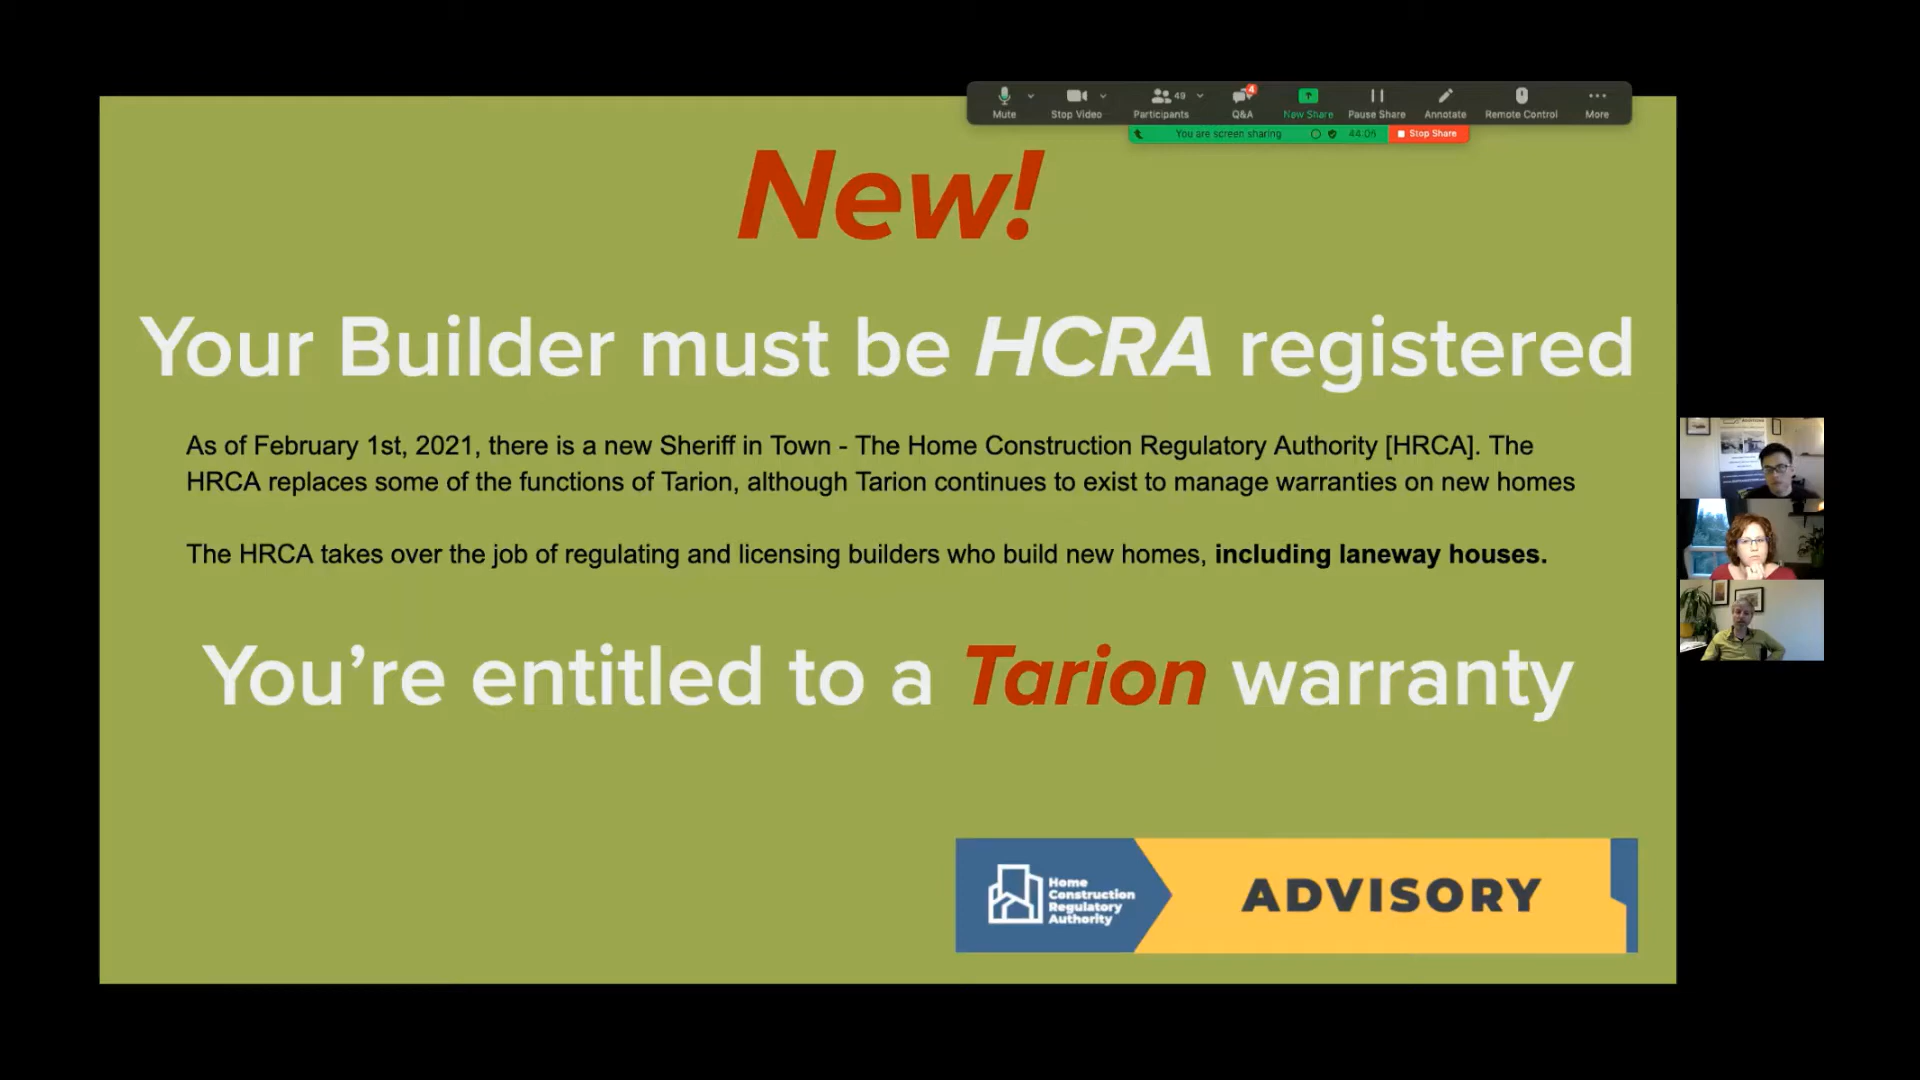 49
4
Mute
Stop Video
Participants
Q&A
New Share
Pause Share
Annotate
Remote Control
More
You are screen sharing
44:06
Stop Share
New!
Your Builder must be HCRA registered
As of February 1st, 2021, there is a new Sheriff in Town - The Home Construction Regulatory Authority [HRCA]. The
HRCA replaces some of the functions of Tarion, although Tarion continues to exist to manage warranties on new homes
The HRCA takes over the job of regulating and licensing builders who build new homes, including laneway houses.
You’re entitled to a Tarion warranty
Home
Construction
Regulatory
Authority
ADVISORY